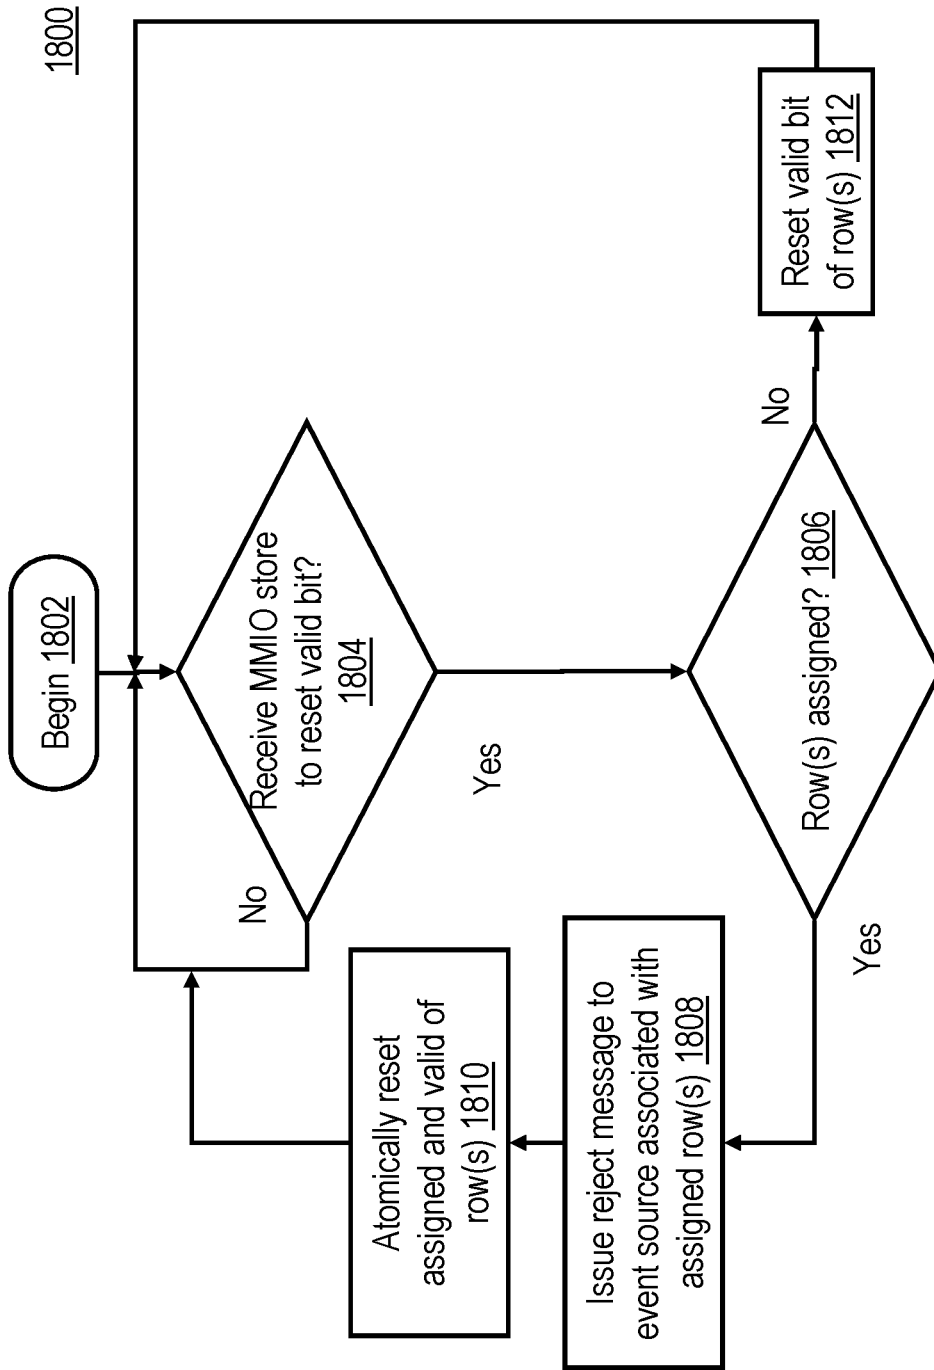 1800
Begin 1802
Receive MMIO store
to reset valid bit?
1804
No
Yes
Row(s) assigned? 1806
No
Yes
Reset valid bit
of row(s) 1812
Issue reject message to
event source associated with
assigned row(s) 1808
Atomically reset
assigned and valid of
row(s) 1810